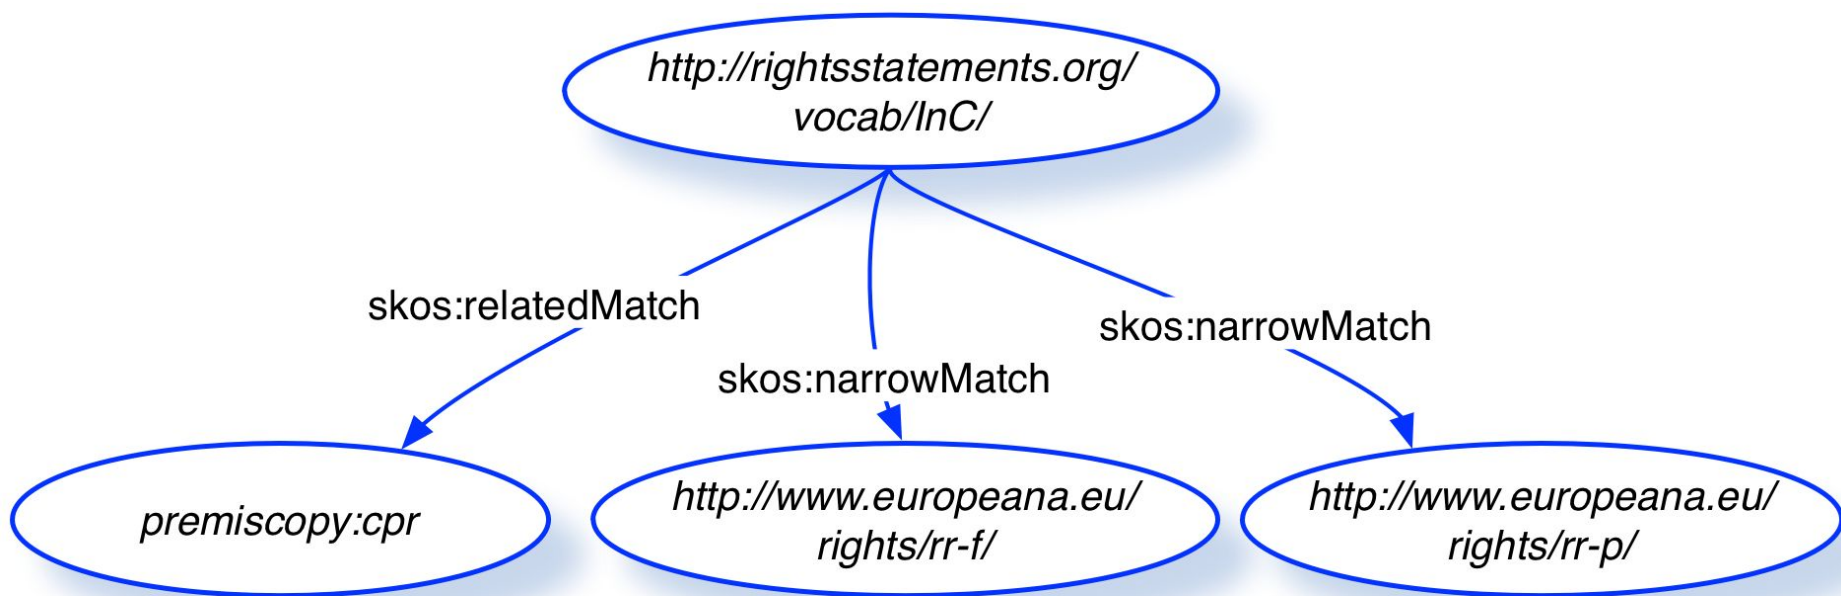 http://rightsstatements.org/
vocab/InC/
skos:relatedMatch
skos:narrowMatch
skos:narrowMatch
premiscopy:cpr
http://www.europeana.eu/
rights/rr-f/
http://www.europeana.eu/
rights/rr-p/